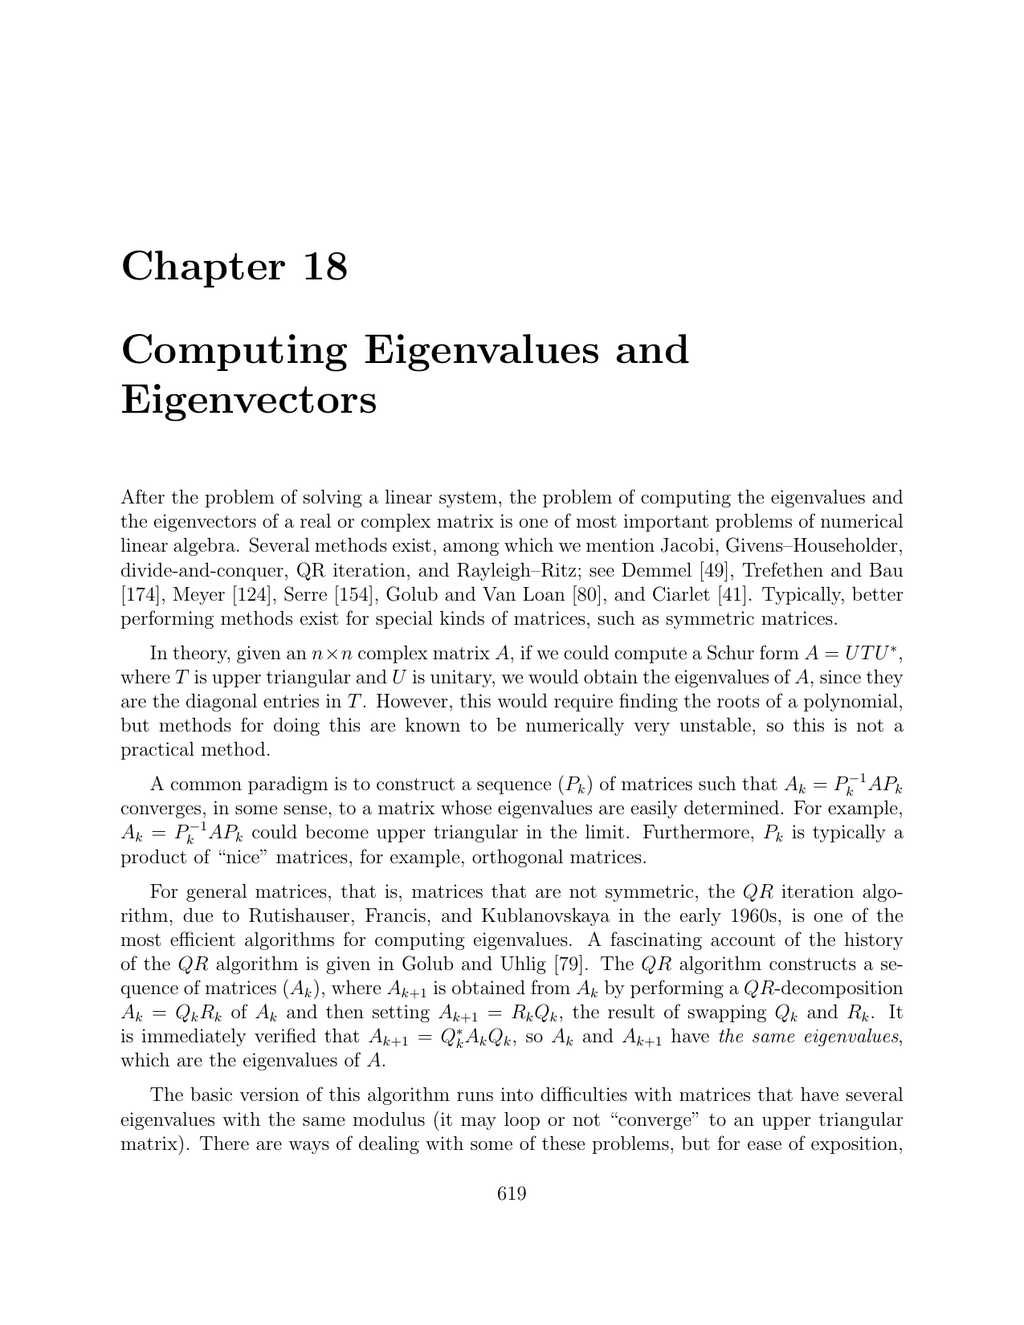 Chapter 18
Computing Eigenvalues and
Eigenvectors
After the problem of solving a linear system, the problem of computing the eigenvalues and
the eigenvectors of a real or complex matrix is one of most important problems of numerical
linear algebra. Several methods exist, among which we mention Jacobi, Givens–Householder,
divide-and-conquer, QR iteration, and Rayleigh–Ritz; see Demmel [49], Trefethen and Bau
[174], Meyer [124], Serre [154], Golub and Van Loan [80], and Ciarlet [41]. Typically, better
performing methods exist for special kinds of matrices, such as symmetric matrices.
In theory, given an $n \times n$ complex matrix $A$, if we could compute a Schur form $A = UTU^*$,
where $T$ is upper triangular and $U$ is unitary, we would obtain the eigenvalues of $A$, since they
are the diagonal entries in $T$. However, this would require finding the roots of a polynomial,
but methods for doing this are known to be numerically very unstable, so this is not a
practical method.
A common paradigm is to construct a sequence $(P_k)$ of matrices such that $A_k = P_k^{-1}AP_k$
converges, in some sense, to a matrix whose eigenvalues are easily determined. For example,
$A_k = P_k^{-1}AP_k$ could become upper triangular in the limit. Furthermore, $P_k$ is typically a
product of “nice” matrices, for example, orthogonal matrices.
For general matrices, that is, matrices that are not symmetric, the $QR$ iteration algo-
rithm, due to Rutishauser, Francis, and Kublanovskaya in the early 1960s, is one of the
most efficient algorithms for computing eigenvalues. A fascinating account of the history
of the $QR$ algorithm is given in Golub and Uhlig [79]. The $QR$ algorithm constructs a se-
quence of matrices $(A_k)$, where $A_{k+1}$ is obtained from $A_k$ by performing a $QR$-decomposition
$A_k = Q_kR_k$ of $A_k$ and then setting $A_{k+1} = R_kQ_k$, the result of swapping $Q_k$ and $R_k$. It
is immediately verified that $A_{k+1} = Q_k^*A_kQ_k$, so $A_k$ and $A_{k+1}$ have the same eigenvalues,
which are the eigenvalues of $A$.
The basic version of this algorithm runs into difficulties with matrices that have several
eigenvalues with the same modulus (it may loop or not “converge” to an upper triangular
matrix). There are ways of dealing with some of these problems, but for ease of exposition,
619